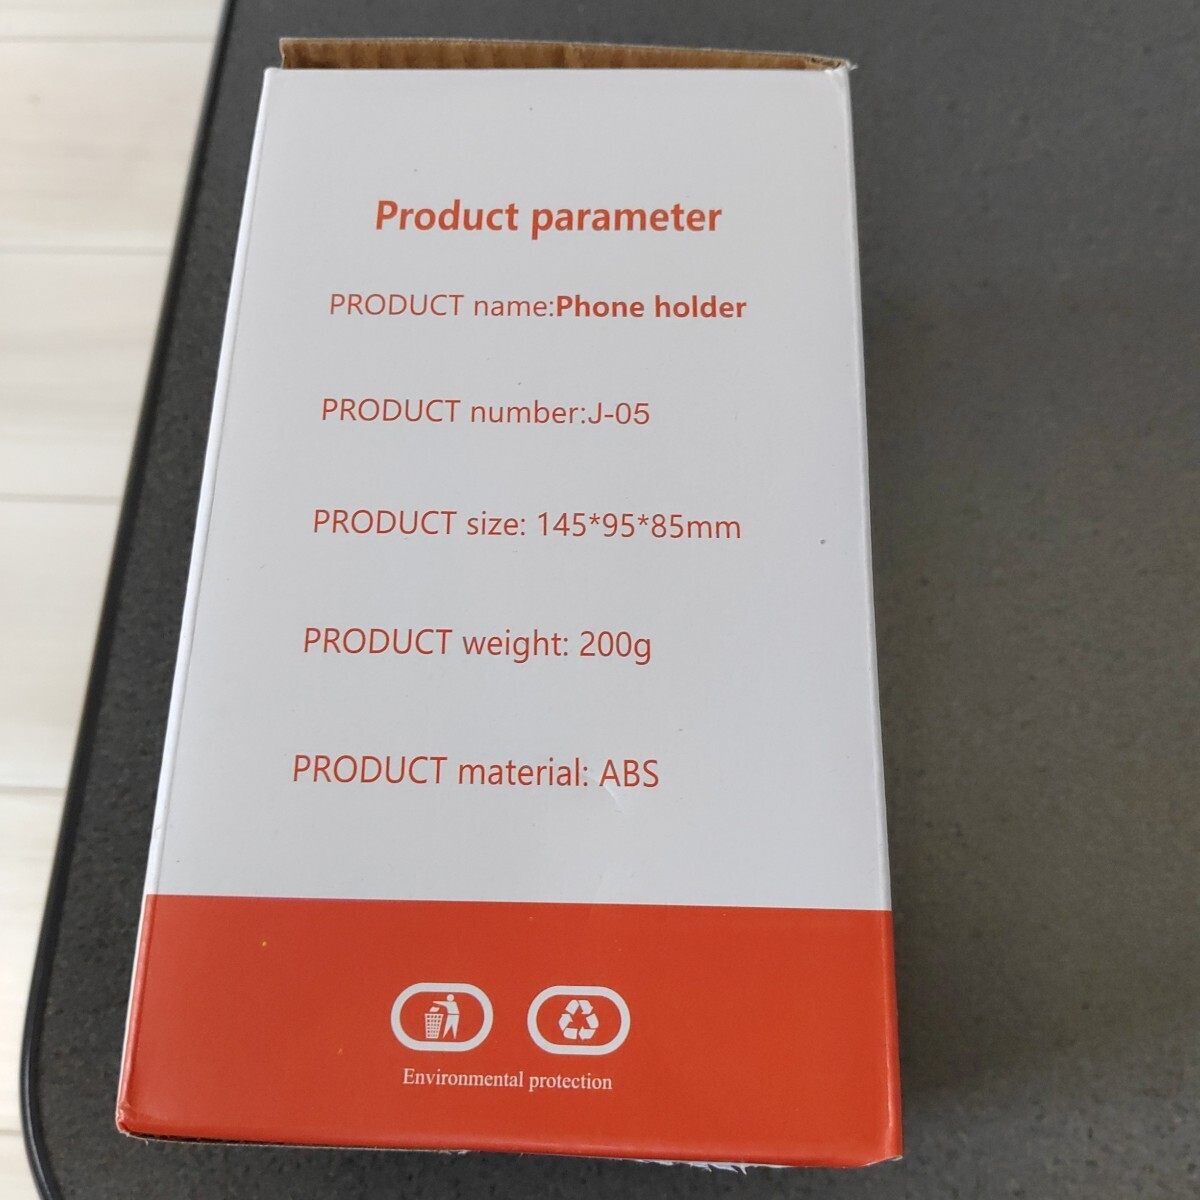 Product parameter
PRODUCT name:Phone holder
PRODUCT number:J-05
PRODUCT size: 145*95*85mm
PRODUCT weight: 200g
PRODUCT material: ABS
Environmental protection